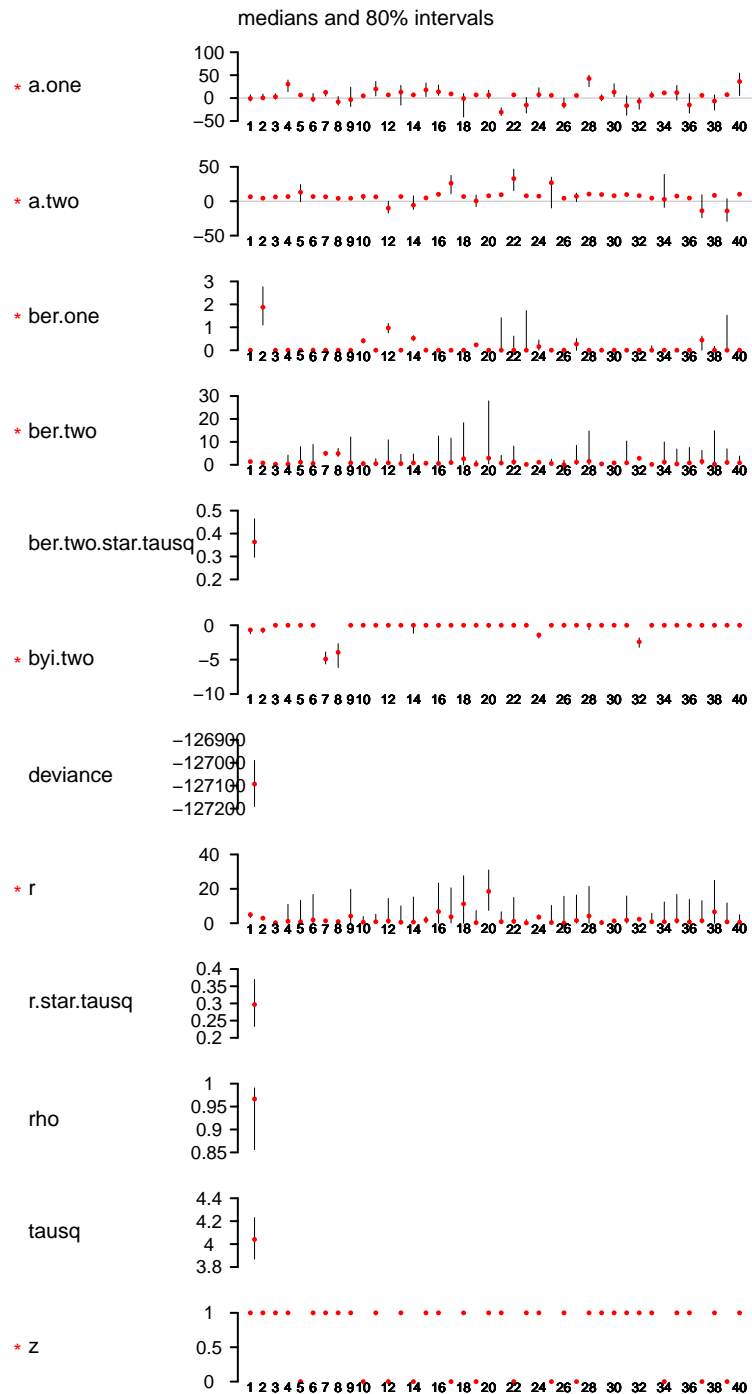 medians and 80% intervals
100
50
0
−50
* a.one
1 2 3 4 5 6 7 8 9 10 12 14 16 18 20 22 24 26 28 30 32 34 36 38 40
50
0
−50
* a.two
1 2 3 4 5 6 7 8 9 10 12 14 16 18 20 22 24 26 28 30 32 34 36 38 40
3
2
1
0
* ber.one
1 2 3 4 5 6 7 8 9 10 12 14 16 18 20 22 24 26 28 30 32 34 36 38 40
30
20
10
0
* ber.two
1 2 3 4 5 6 7 8 9 10 12 14 16 18 20 22 24 26 28 30 32 34 36 38 40
0.5
0.4
0.3
0.2
ber.two.star.tausq
0
−5
−10
* byi.two
1 2 3 4 5 6 7 8 9 10 12 14 16 18 20 22 24 26 28 30 32 34 36 38 40
−126900
−127000
−127100
−127200
deviance
40
20
0
* r
1 2 3 4 5 6 7 8 9 10 12 14 16 18 20 22 24 26 28 30 32 34 36 38 40
0.4
0.35
0.3
0.25
0.2
r.star.tausq
1
0.95
0.9
0.85
rho
4.4
4.2
4
3.8
tausq
1
0.5
0
* z
1 2 3 4 5 6 7 8 9 10 12 14 16 18 20 22 24 26 28 30 32 34 36 38 40